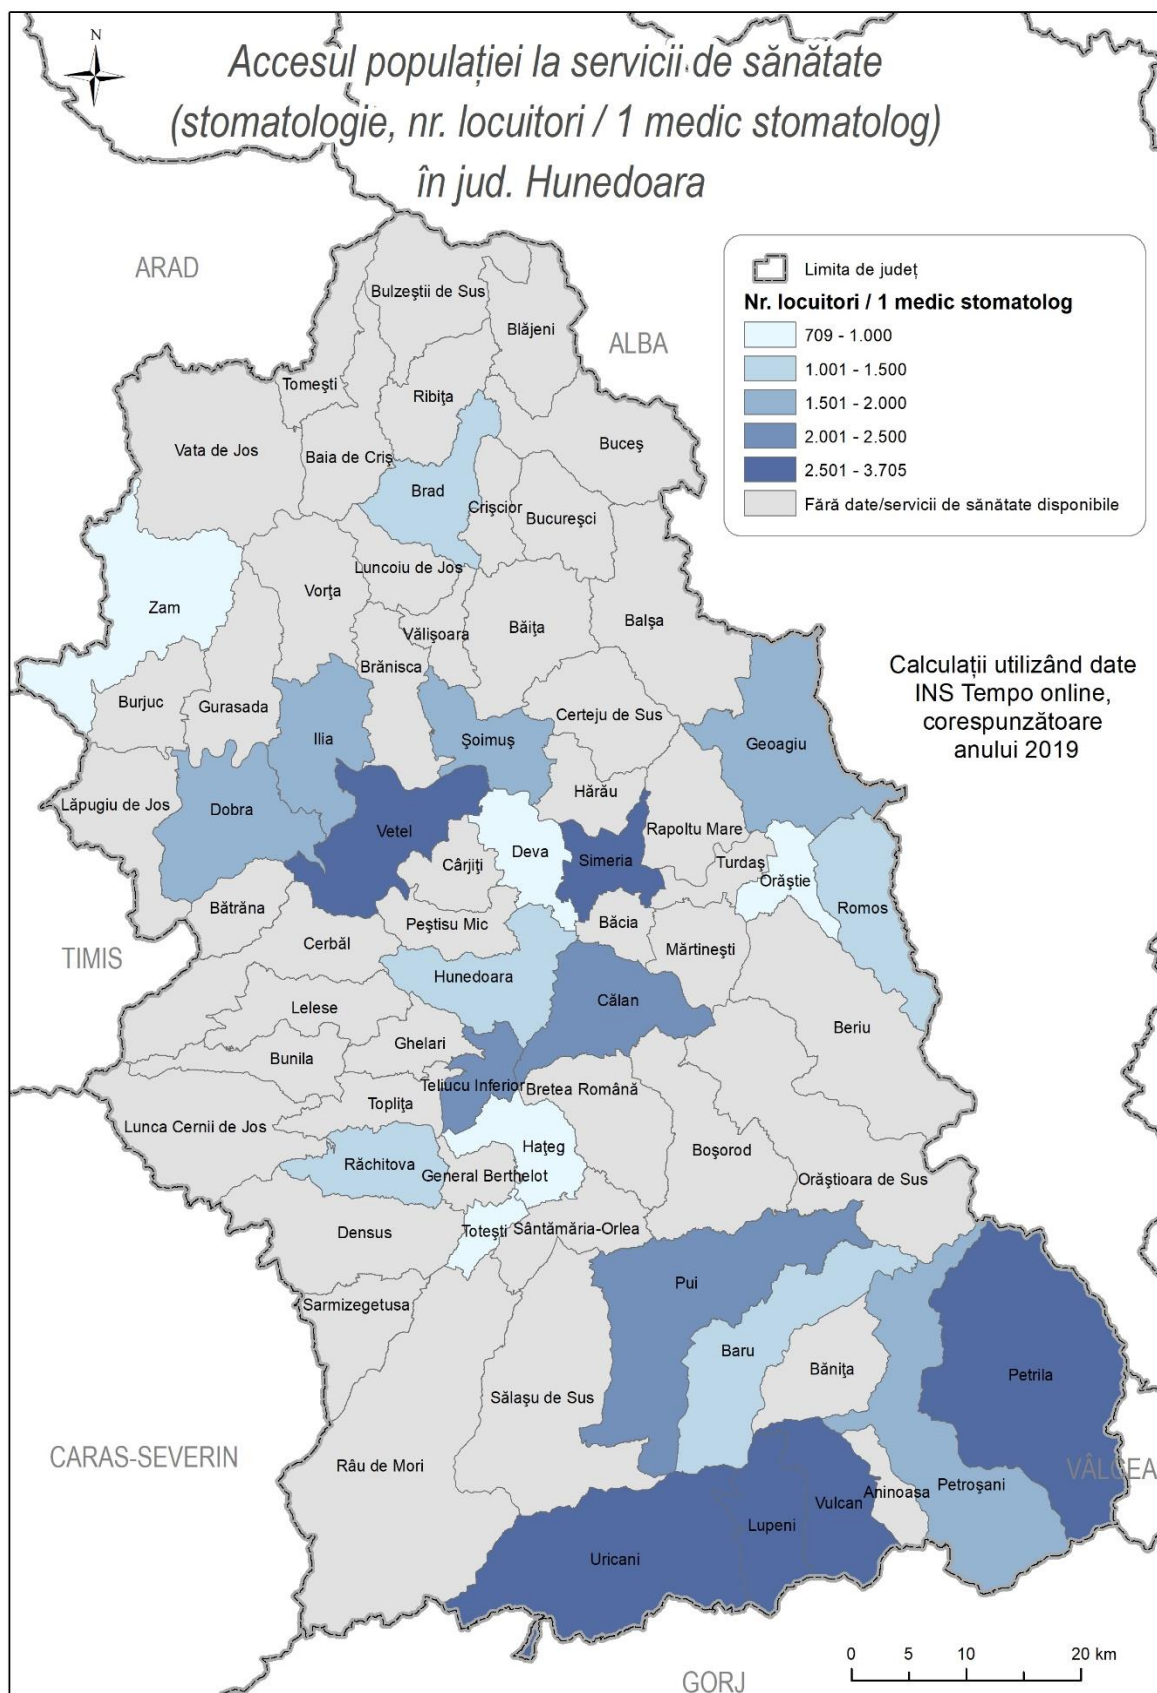 N
Accesul populației la servicii de sănătate
(stomatologie, nr. locuitori / 1 medic stomatolog)
în jud. Hunedoara
ARAD
ALBA
Limita de județ
Nr. locuitori / 1 medic stomatolog
709 - 1.000
1.001 - 1.500
1.501 - 2.000
2.001 - 2.500
2.501 - 3.705
Fără date/servicii de sănătate disponibile
Bulzeştii de Sus
Blăjeni
Tomeşti
Ribiţa
Vata de Jos
Baia de Criş
Buceş
Brad
Crişcior
Bucureşci
Luncoiu de Jos
Vorţa
Zam
Vălişoara
Băiţa
Balşa
Brănisca
Burjuc
Gurasada
Certeju de Sus
Calculații utilizând date
INS Tempo online,
corespunzătoare
anului 2019
Ilia
Şoimuş
Geoagiu
Lăpugiu de Jos
Dobra
Hărău
Vetel
Rapoltu Mare
Deva
Simeria
Cârjiţi
Turdaş
Orăştie
Bătrâna
Romos
Peştisu Mic
Băcia
Cerbăl
Mărtineşti
TIMIS
Hunedoara
Călan
Lelese
Beriu
Ghelari
Bunila
Teliucu Inferior
Bretea Română
Topliţa
Lunca Cernii de Jos
Haţeg
Boşorod
Răchitova
General Berthelot
Orăştioara de Sus
Densus
Toteşti
Sântămăria-Orlea
Pui
Sarmizegetusa
Baru
Băniţa
Petrila
Sălaşu de Sus
CARAS-SEVERIN
Râu de Mori
VÂLCEA
Petroşani
Aninoasa
Vulcan
Lupeni
Uricani
0 5 10 20 km
GORJ